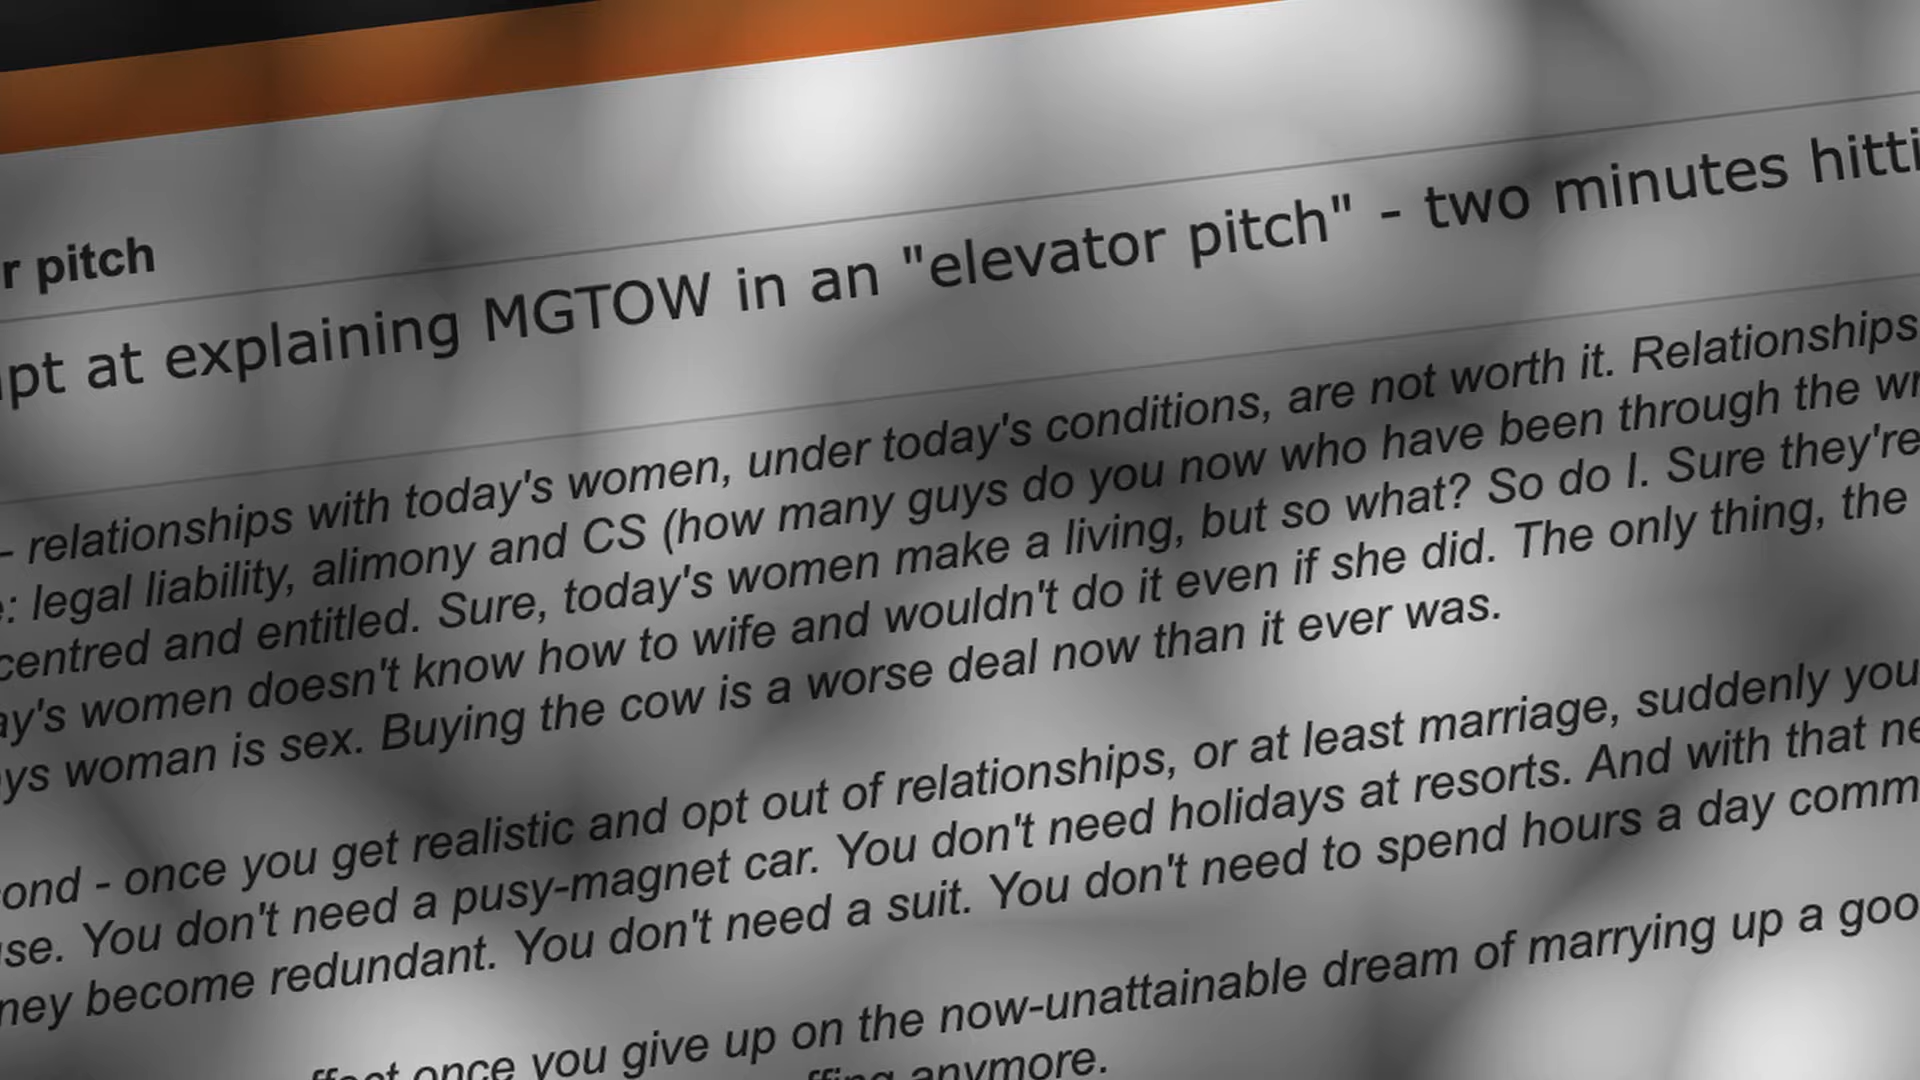 r pitch
pt at explaining MGTOW in an "elevator pitch" - two minutes hitti
- relationships with today's women, under today's conditions, are not worth it. Relationships
: legal liability, alimony and CS (how many guys do you now who have been through the wr
centred and entitled. Sure, today's women make a living, but so what? So do I. Sure they're
ay's women doesn't know how to wife and wouldn't do it even if she did. The only thing, the
ys woman is sex. Buying the cow is a worse deal now than it ever was.
ond - once you get realistic and opt out of relationships, or at least marriage, suddenly you
se. You don't need a pusy-magnet car. You don't need holidays at resorts. And with that ne
ney become redundant. You don't need a suit. You don't need to spend hours a day comm
once you give up on the now-unattainable dream of marrying up a goo
anymore.